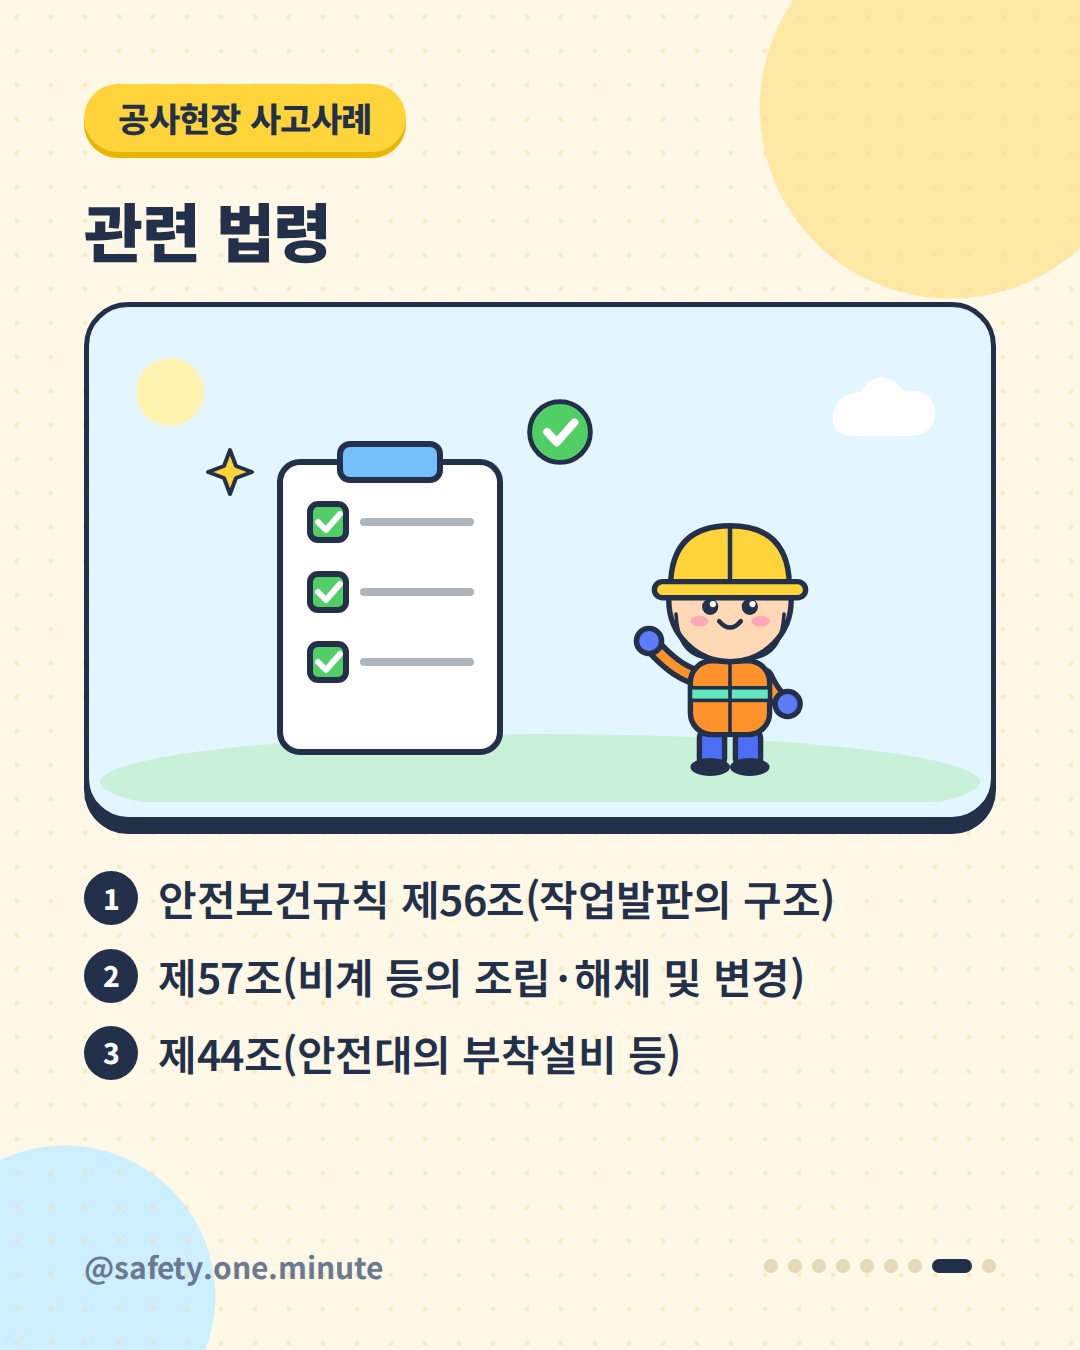 공사현장 사고사례
관련 법령
1 안전보건규칙 제56조(작업발판의 구조)
2 제57조(비계 등의 조립·해체 및 변경)
3 제44조(안전대의 부착설비 등)
@safety.one.minute